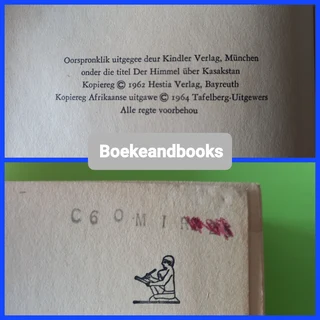 Oorspronklik uitgegee deur Kindler Verlag, München
onder die titel Der Himmel über Kasakstan
Kopiereg © 1962 Hestia Verlag, Bayreuth
Kopiereg Afrikaanse uitgawe © 1964 Tafelberg-Uitgewers
Alle regte voorbehou
Boekeandbooks